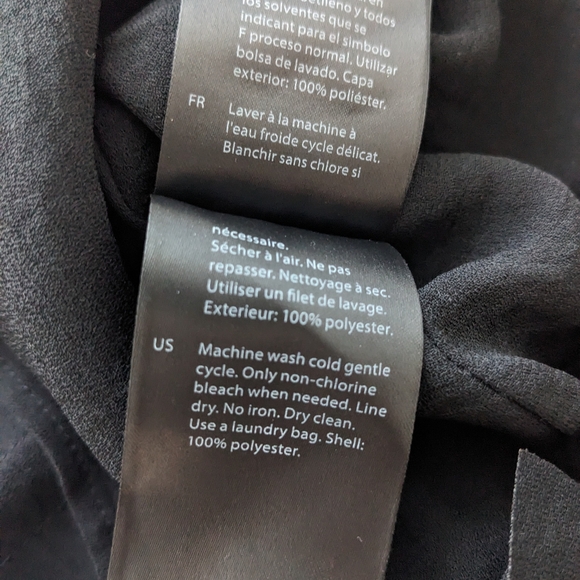 y todos
los solventes que se
indicant para el simbolo
F proceso normal. Utilizar
bolsa de lavado. Capa
exterior: 100% poliéster.
FR Laver à la machine à
l'eau froide cycle délicat.
Blanchir sans chlore si
nécessaire.
Sécher à l'air. Ne pas
repasser. Nettoyage à sec.
Utiliser un filet de lavage.
Exterieur: 100% polyester.
US Machine wash cold gentle
cycle. Only non-chlorine
bleach when needed. Line
dry. No iron. Dry clean.
Use a laundry bag. Shell:
100% polyester.